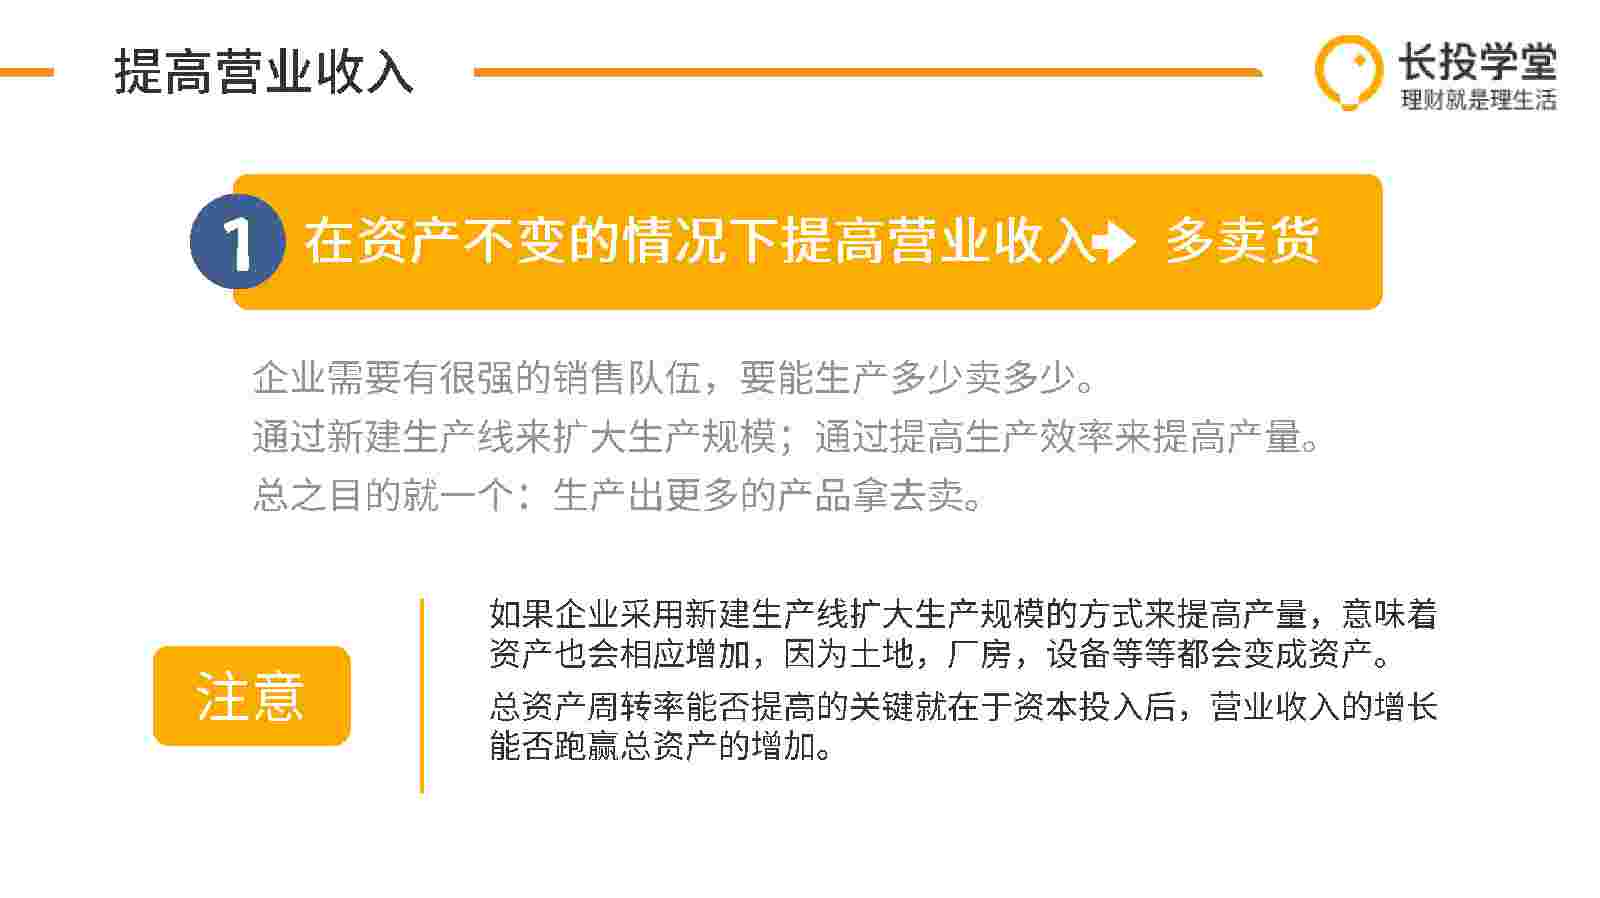 提高营业收入
长投学堂
理财就是理生活
1 在资产不变的情况下提高营业收入➡ 多卖货
企业需要有很强的销售队伍，要能生产多少卖多少。
通过新建生产线来扩大生产规模；通过提高生产效率来提高产量。
总之目的就一个：生产出更多的产品拿去卖。
注意
如果企业采用新建生产线扩大生产规模的方式来提高产量，意味着
资产也会相应增加，因为土地，厂房，设备等等都会变成资产。
总资产周转率能否提高的关键就在于资本投入后，营业收入的增长
能否跑赢总资产的增加。